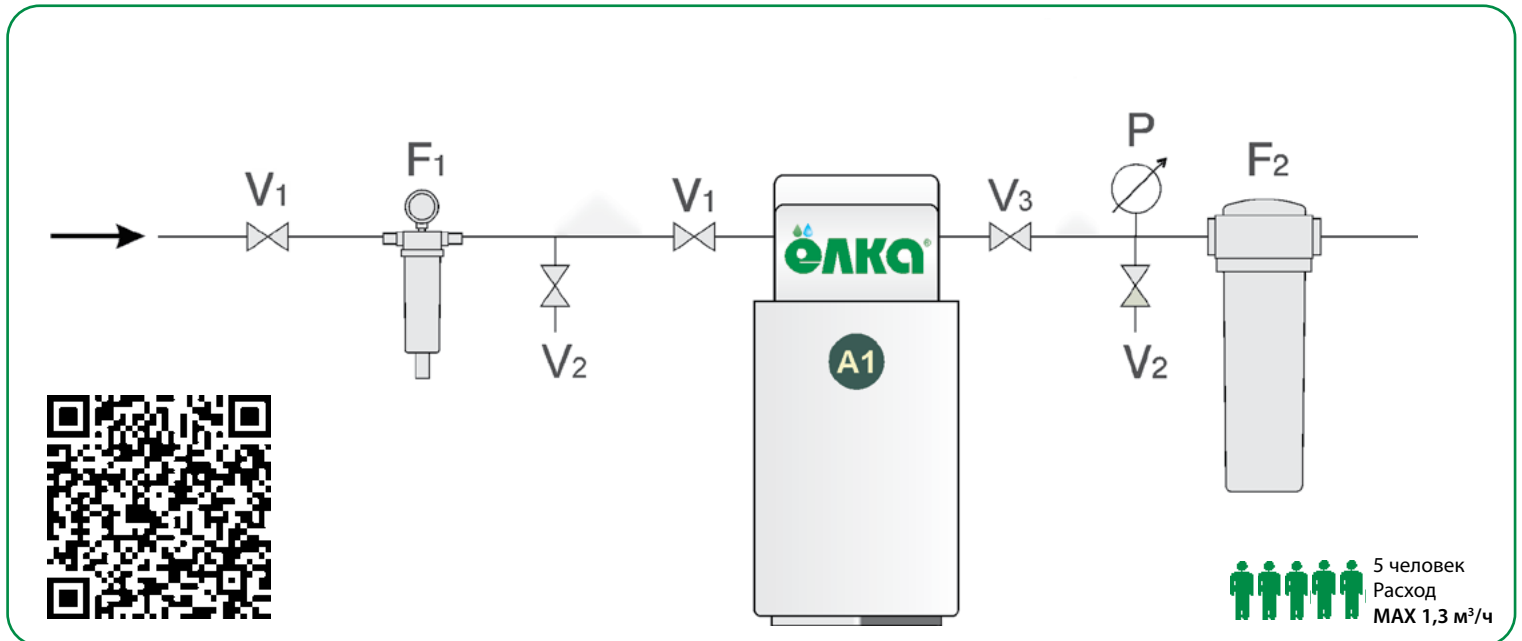 V1
F1
V2
V1
ёлка®
A1
V3
P
V2
F2
5 человек
Расход
MAX 1,3 м³/ч